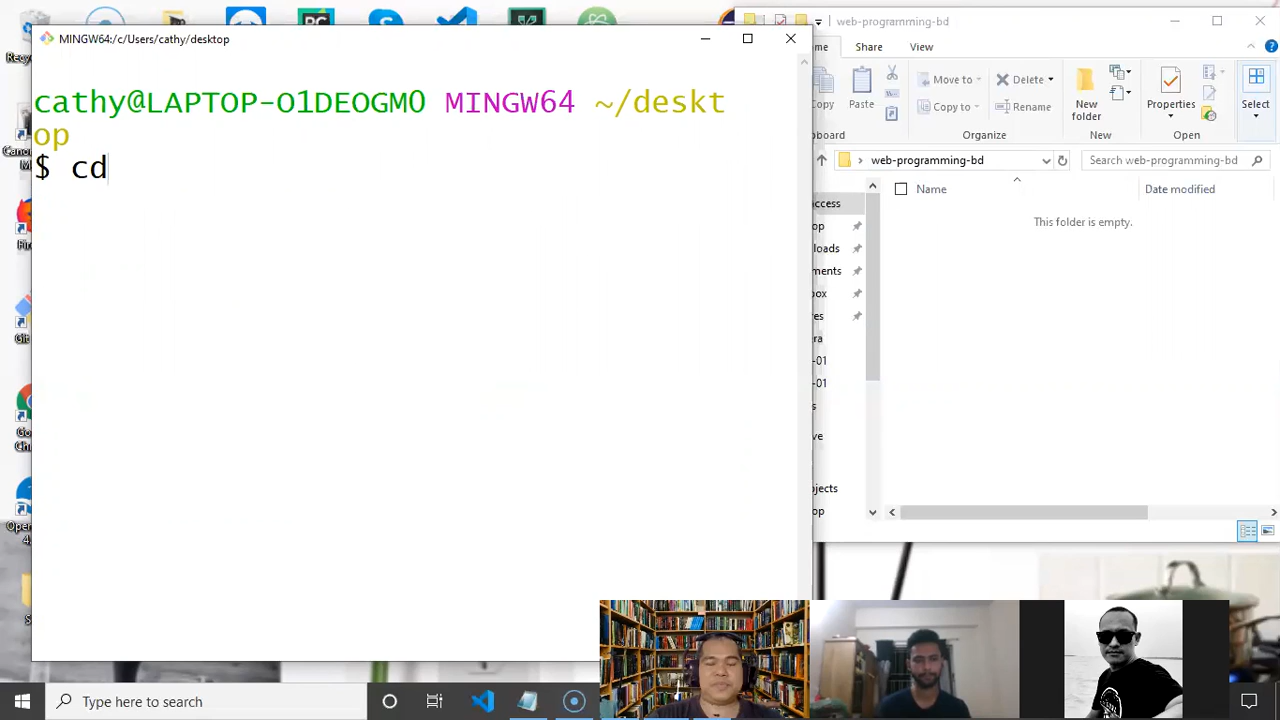 web-programming-bd
MINGW64:/c/Users/cathy/desktop
cathy@LAPTOP-O1DEOGM0 MINGW64 ~/deskt
op
$ cd
Share
View
Paste
Move to
Copy to
Delete
Rename
New
folder
Properties
Select
Organize
New
Open
web-programming-bd
Search web-programming-bd
Name
Date modified
This folder is empty.
Type here to search